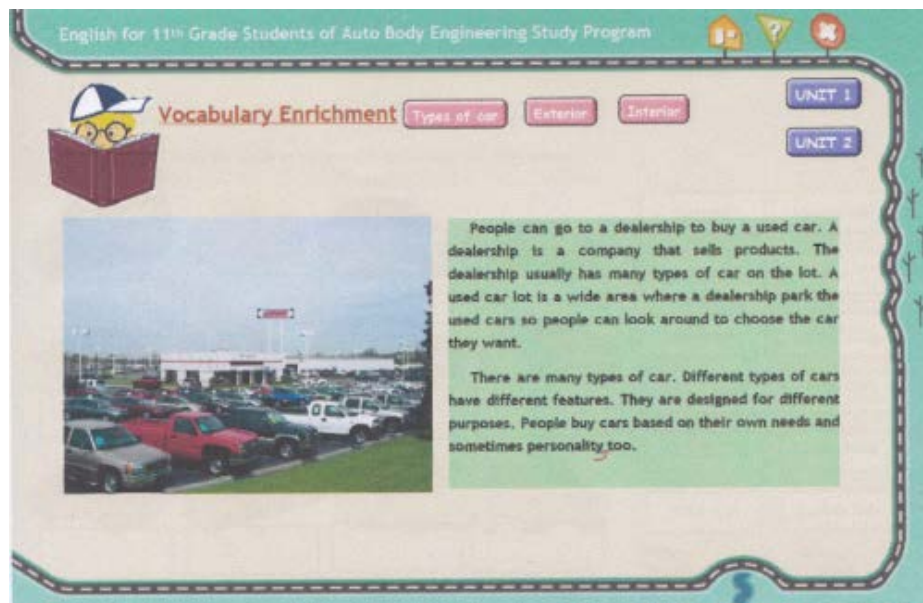 English for 11th Grade Students of Auto Body Engineering Study Program
?
UNIT 1
Vocabulary Enrichment
Types of car
Exterior
Interior
UNIT 2
People can go to a dealership to buy a used car. A
dealership is a company that sells products. The
dealership usually has many types of car on the lot. A
used car lot is a wide area where a dealership park the
used cars so people can look around to choose the car
they want.
There are many types of car. Different types of cars
have different features. They are designed for different
purposes. People buy cars based on their own needs and
sometimes personality too.